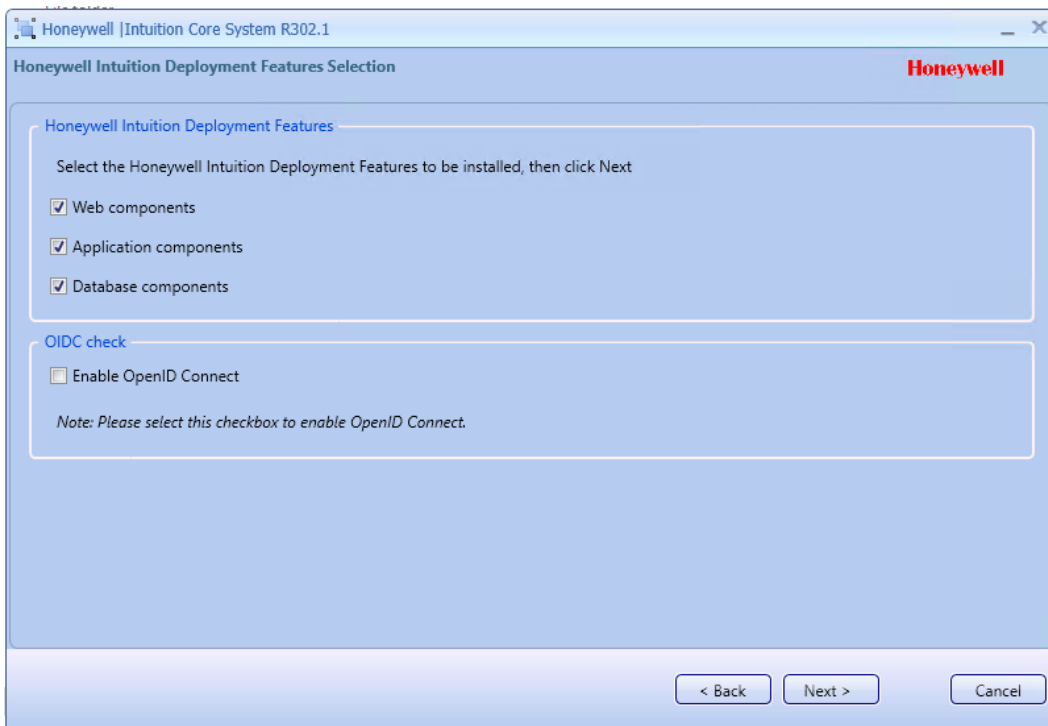 Honeywell |Intuition Core System R302.1
Honeywell Intuition Deployment Features Selection
Honeywell
Honeywell Intuition Deployment Features
Select the Honeywell Intuition Deployment Features to be installed, then click Next
Web components
Application components
Database components
OIDC check
Enable OpenID Connect
Note: Please select this checkbox to enable OpenID Connect.
< Back
Next >
Cancel